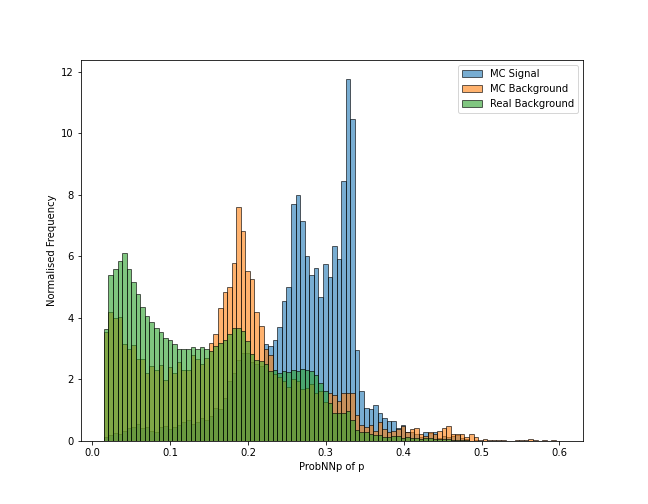 MC Signal
MC Background
Real Background
Normalised Frequency
12
10
8
6
4
2
0
0.0 0.1 0.2 0.3 0.4 0.5 0.6
ProbNNp of p